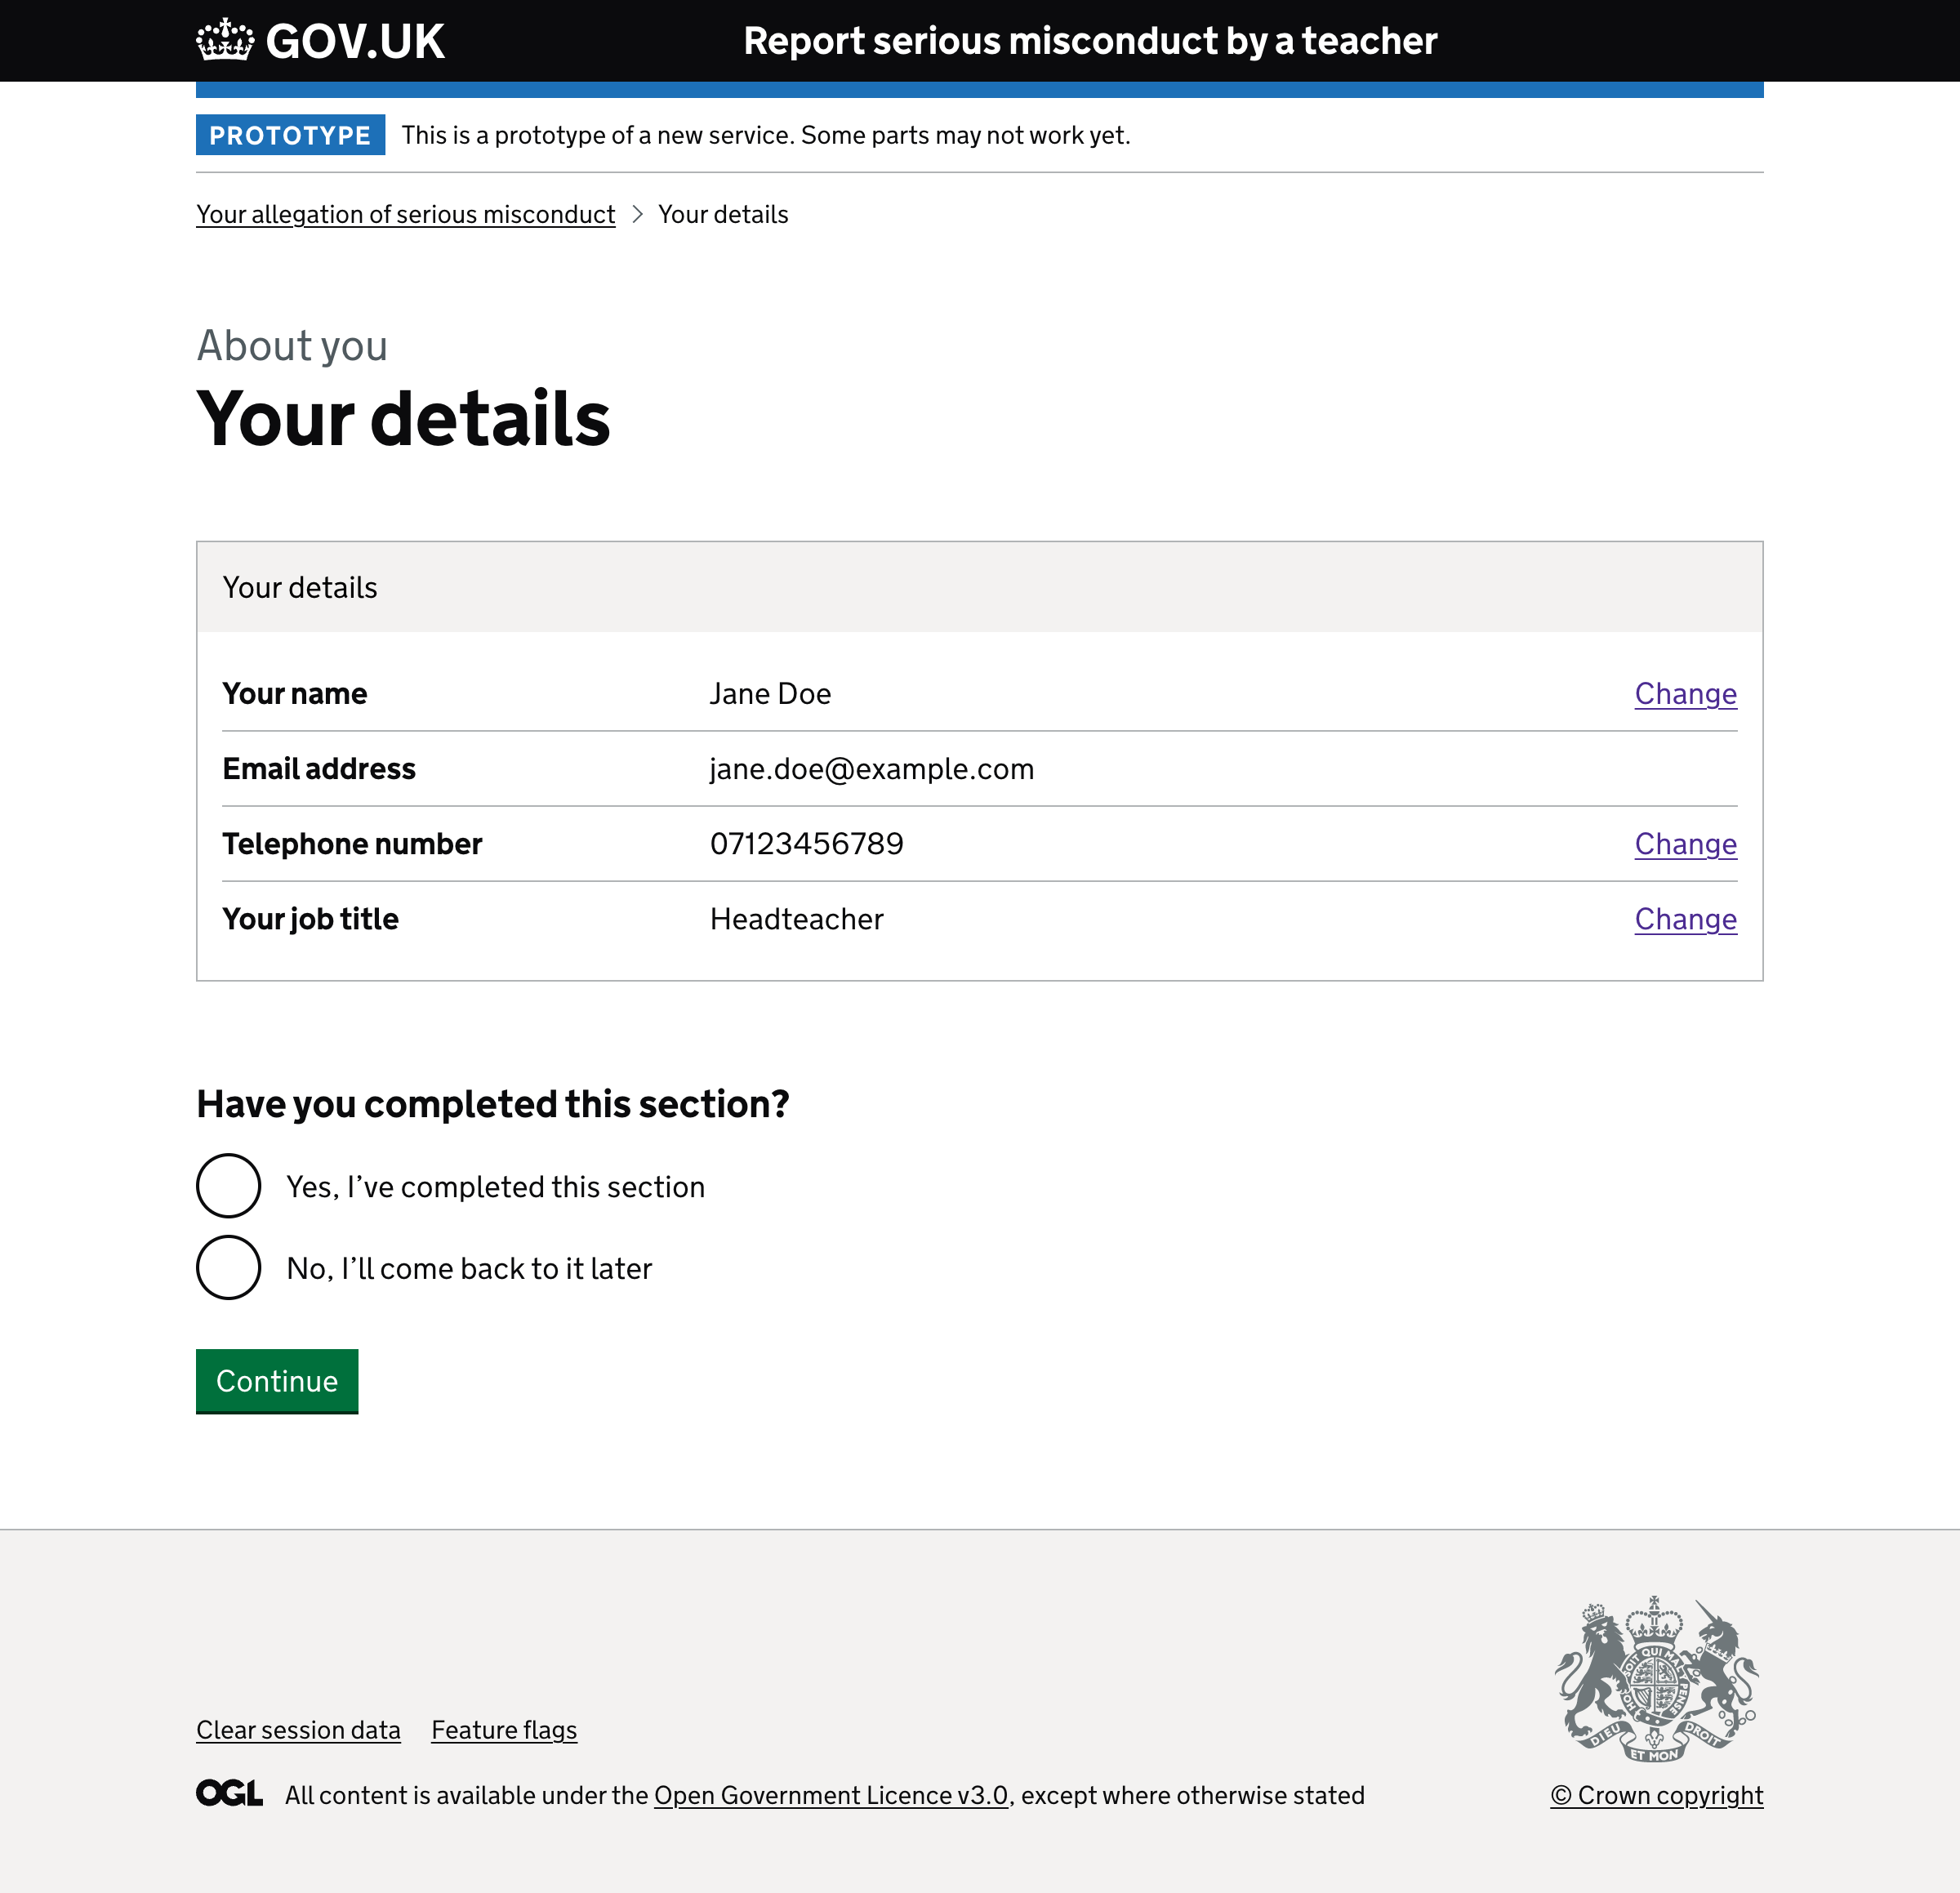 GOV.UK
Report serious misconduct by a teacher
PROTOTYPE This is a prototype of a new service. Some parts may not work yet.
Your allegation of serious misconduct > Your details
About you
Your details
Your details
Your name Jane Doe Change
Email address jane.doe@example.com
Telephone number 07123456789 Change
Your job title Headteacher Change
Have you completed this section?
Yes, I’ve completed this section
No, I’ll come back to it later
Continue
Clear session data Feature flags
OGL All content is available under the Open Government Licence v3.0, except where otherwise stated
SOIT QUI MAL
PENSE
HON
DIEU ET MON DROIT
© Crown copyright